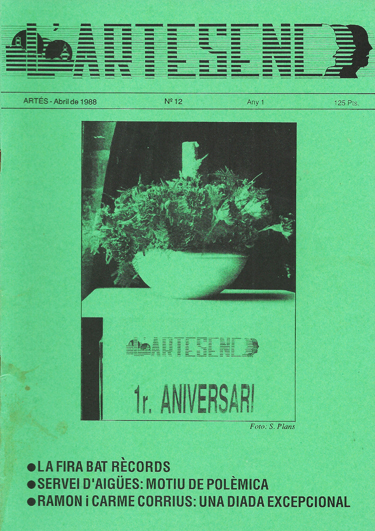 L'ARTESENC
ARTÉS - Abril de 1988 Nº 12 Any 1 125 Pts.
L'ARTESENC
1r. ANIVERSARI
Foto: S. Plans
●LA FIRA BAT RÈCORDS
●SERVEI D'AIGÜES: MOTIU DE POLÈMICA
●RAMON i CARME CORRIUS: UNA DIADA EXCEPCIONAL